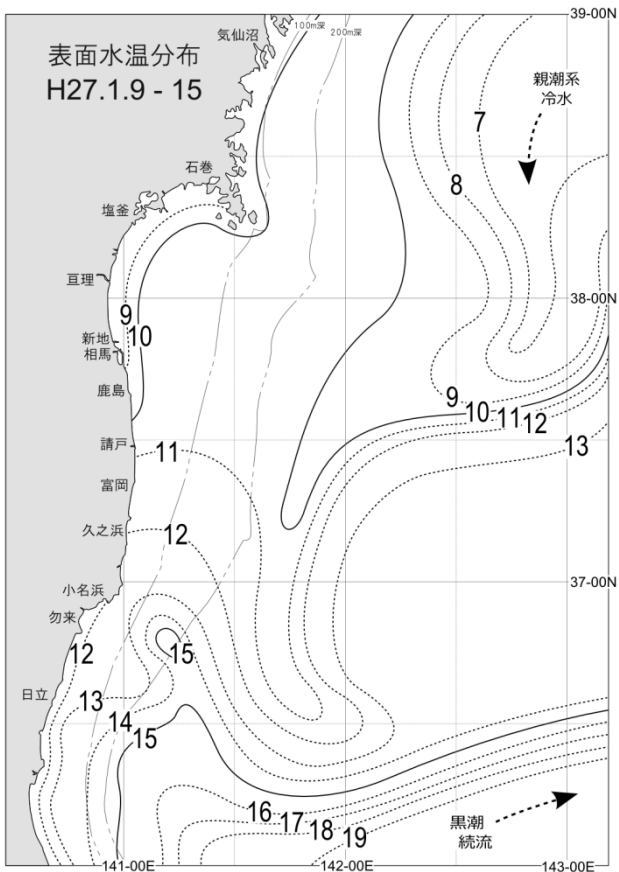 39-00N
気仙沼
100m深
200m深
表面水温分布
H27.1.9 - 15
親潮系
冷水
7
8
石巻
塩釜
亘理
38-00N
9
10
新地
相馬
鹿島
9
10
11
12
13
請戸
11
富岡
久之浜
12
37-00N
小名浜
勿来
12
15
日立
13
14
15
16
17
18
19
黒潮
続流
141-00E
142-00E
143-00E